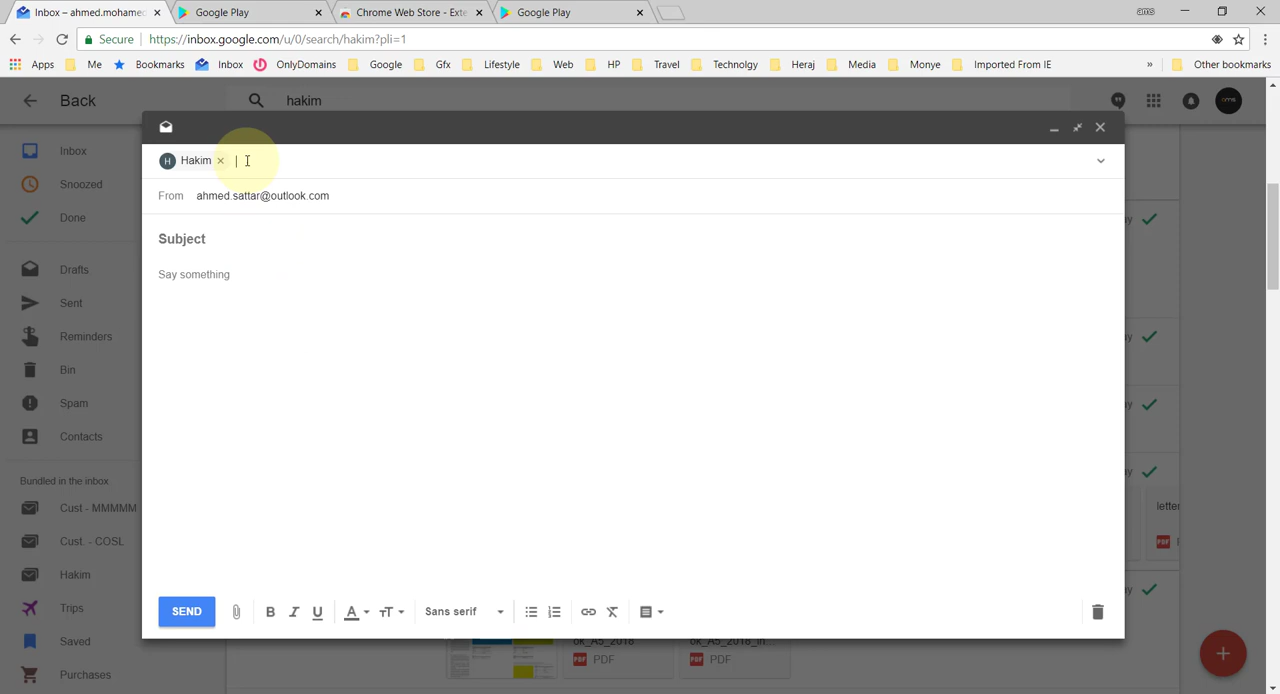 Inbox – ahmed.mohame
Google Play
Chrome Web Store - Exte
Google Play
ams
Secure
https://inbox.google.com/u/0/search/hakim?pli=1
Apps
Me
Bookmarks
Inbox
OnlyDomains
Google
Gfx
Lifestyle
Web
HP
Travel
Technolgy
Heraj
Media
Monye
Imported From IE
»
Other bookmarks
Back
hakim
ams
Inbox
Snoozed
Done
Drafts
Sent
Reminders
Bin
Spam
Contacts
Bundled in the inbox
Cust - MMMMM
Cust. - COSL
Hakim
Trips
Saved
Purchases
H
Hakim
From
ahmed.sattar@outlook.com
Subject
Say something
SEND
B
I
U
A
Sans serif
letter
PDF
ok_A5_2018
PDF
PDF